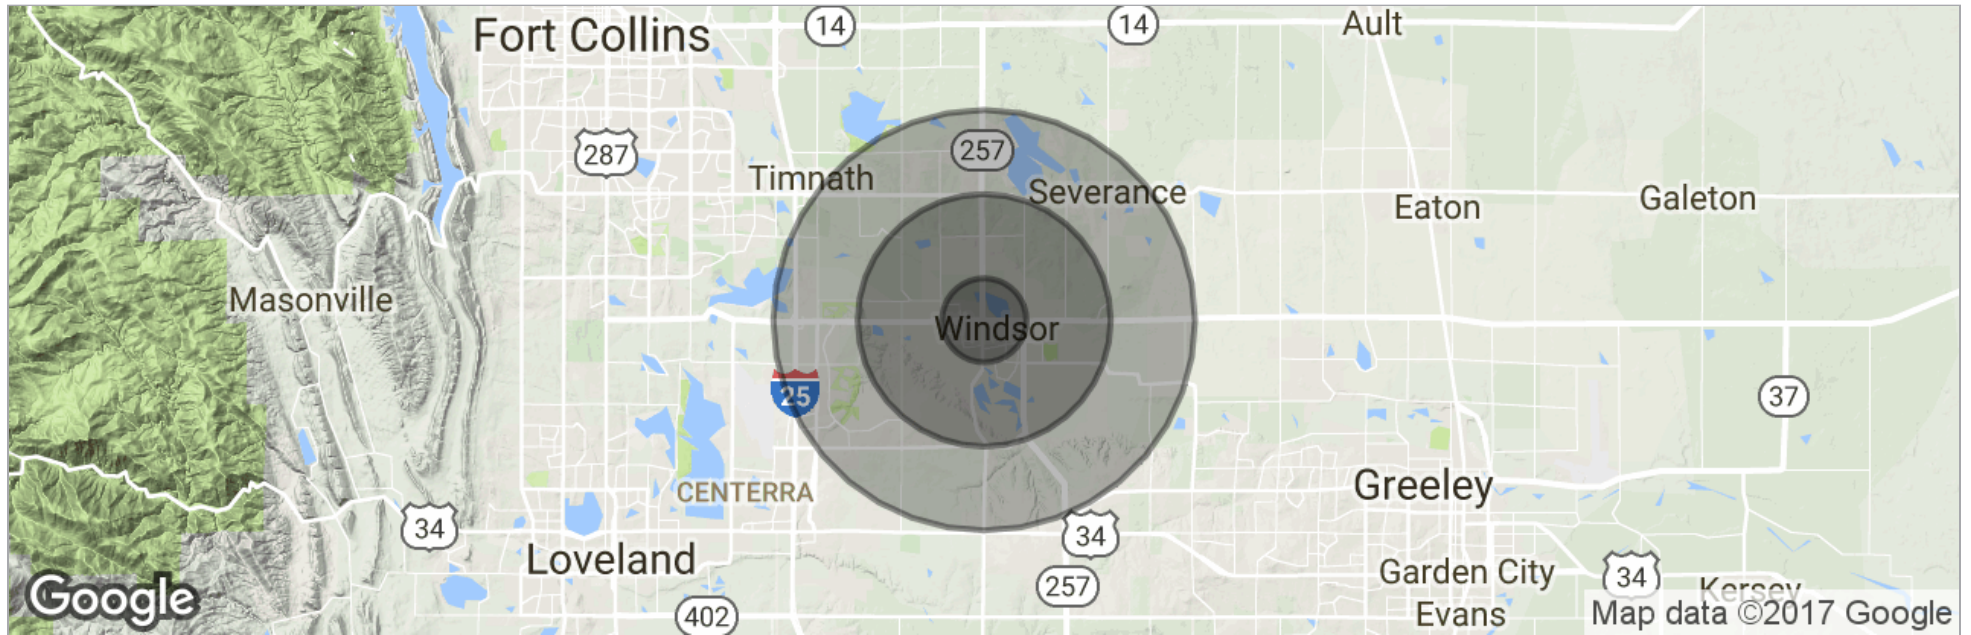 Fort Collins
14
14
Ault
287
257
Timnath
Severance
Eaton
Galeton
Masonville
Windsor
25
37
Greeley
CENTERRA
34
34
Loveland
257
Garden City
34
Kersey
Google
402
Evans
Map data ©2017 Google